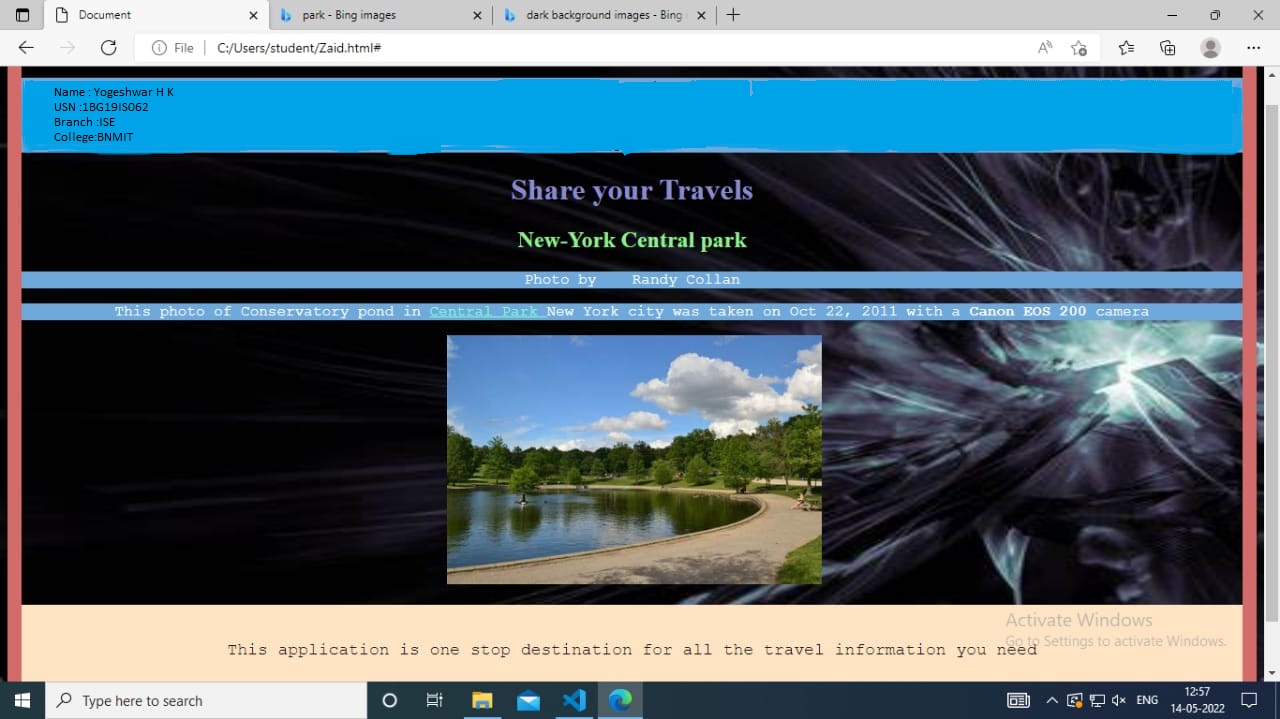 Document
park - Bing images
dark background images - Bing
File
C:/Users/student/Zaid.html#
Name : Yogeshwar H K
USN :1BG19IS062
Branch :ISE
College:BNMIT
Share your Travels
New-York Central park
Photo by Randy Collan
This photo of Conservatory pond in Central Park New York city was taken on Oct 22, 2011 with a Canon EOS 200 camera
This application is one stop destination for all the travel information you need
Activate Windows
Go to Settings to activate Windows.
Type here to search
ENG
12:57
14-05-2022